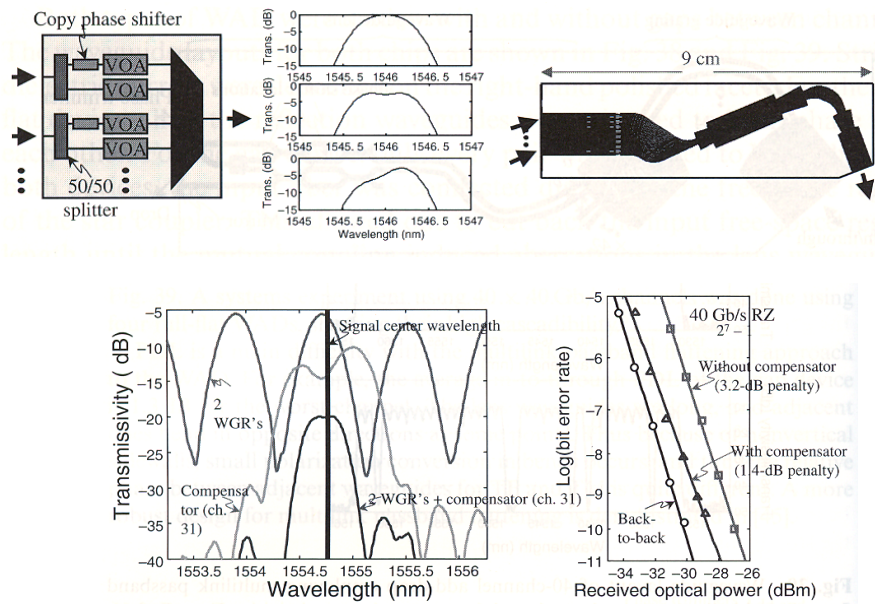 Copy phase shifter
VOA
VOA
VOA
VOA
50/50
splitter
Trans. (dB)
0
−5
−10
−15
1545
1545.5
1546
1546. 5
1547
Trans. (dB)
0
−5
−10
−15
1545
1545.5
1546
1546. 5
1547
Trans. (dB)
0
−5
−10
−15
1545
1545.5
1546
1546. 5
1547
Wavelength (nm)
9 cm
Transmissivity ( dB)
−5
−10
−15
−20
−25
−30
−35
−40
Signal center wavelength
2
WGR's
Compensa
tor (ch.
31)
2 WGR's + compensator (ch. 31)
1553.5
1554
1554.5
1555
1555.5
1556
Wavelength (nm)
Log(bit error rate)
-5
-6
-7
-8
-9
-10
-11
40 Gb/s RZ
27 –
Without compensator
(3.2-dB penalty)
With compensator
(1.4-dB penalty)
Back-
to-back
−34
−32
−30
−28
−26
Received optical power (dBm)